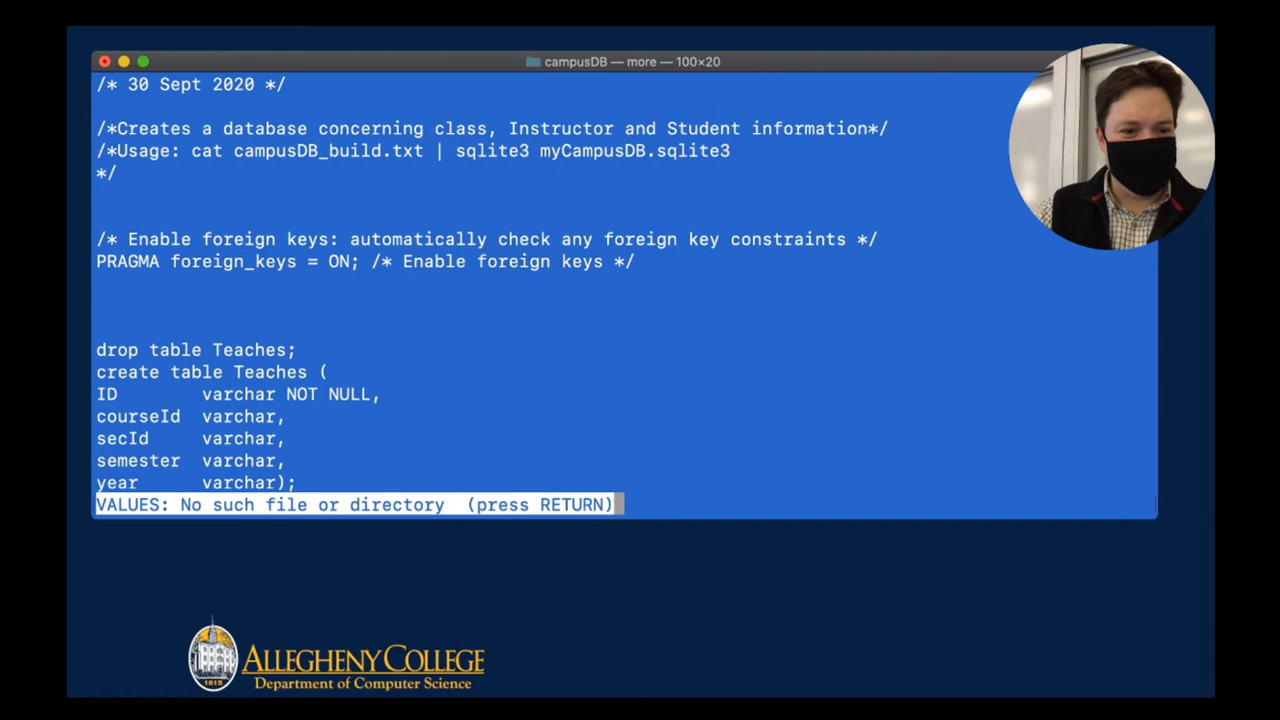 campusDB — more — 100×20
/* 30 Sept 2020 */
/*Creates a database concerning class, Instructor and Student information*/
/*Usage: cat campusDB_build.txt | sqlite3 myCampusDB.sqlite3
*/
/* Enable foreign keys: automatically check any foreign key constraints */
PRAGMA foreign_keys = ON; /* Enable foreign keys */
drop table Teaches;
create table Teaches (
ID varchar NOT NULL,
courseId varchar,
secId varchar,
semester varchar,
year varchar);
VALUES: No such file or directory (press RETURN)
1815
ALLEGHENY COLLEGE
Department of Computer Science